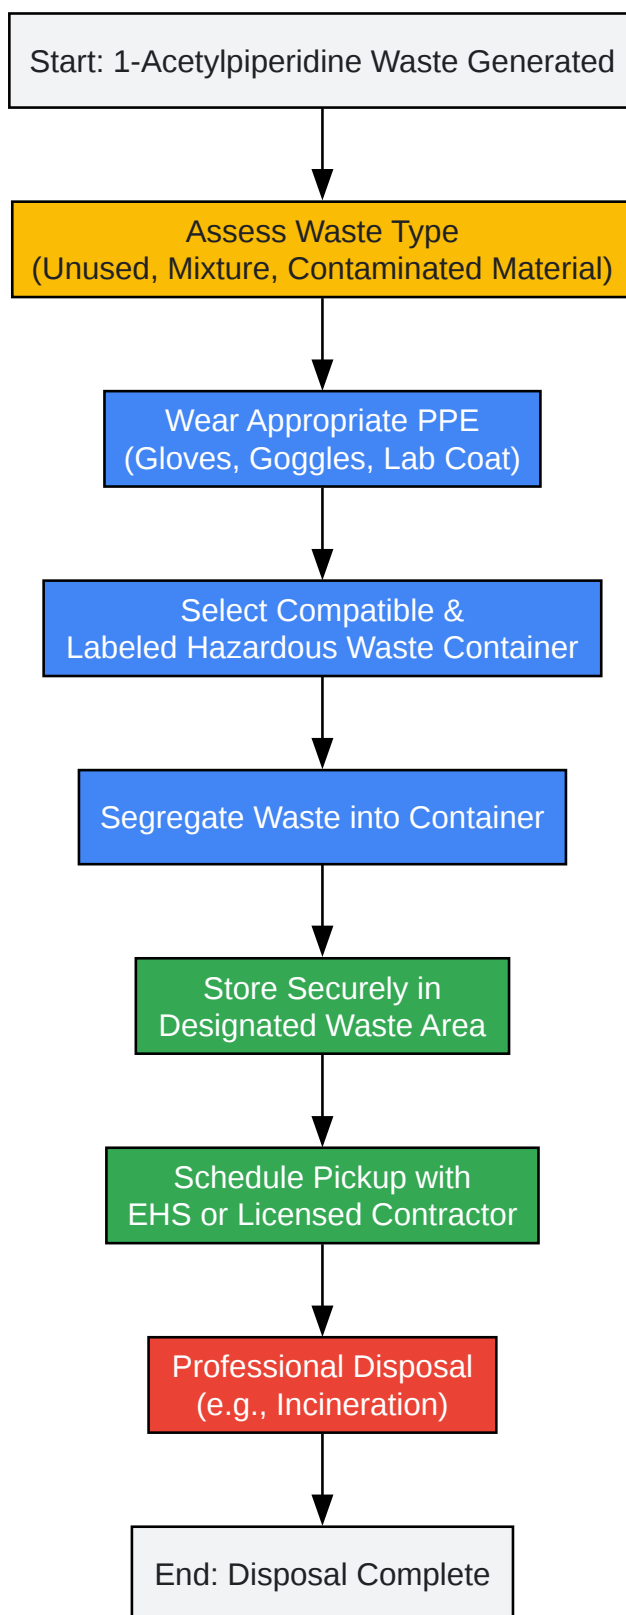 Start: 1-Acetylpiperidine Waste Generated
Assess Waste Type
(Unused, Mixture, Contaminated Material)
Wear Appropriate PPE
(Gloves, Goggles, Lab Coat)
Select Compatible &
Labeled Hazardous Waste Container
Segregate Waste into Container
Store Securely in
Designated Waste Area
Schedule Pickup with
EHS or Licensed Contractor
Professional Disposal
(e.g., Incineration)
End: Disposal Complete